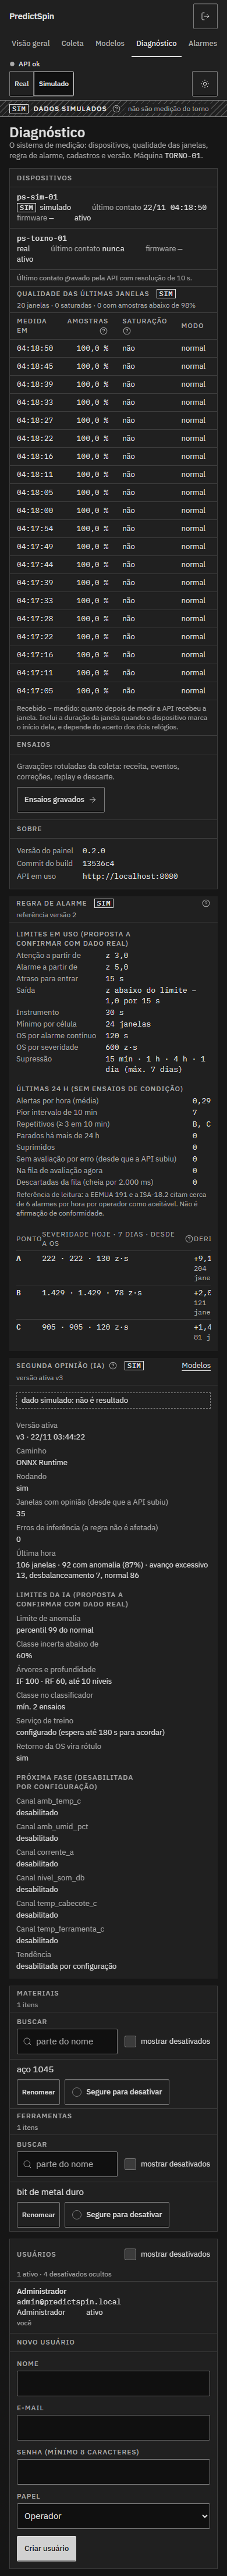 PredictSpin
Visão geral Coleta Modelos Diagnóstico Alarmes
API ok
Real Simulado
SIM DADOS SIMULADOS não são medição do torno
Diagnóstico
O sistema de medição: dispositivos, qualidade das janelas, regra de alarme, cadastros e versão. Máquina TORNO-01.
DISPOSITIVOS
ps-sim-01
SIM simulado último contato 22/11 04:18:50
firmware — ativo
ps-torno-01
real último contato nunca firmware —
ativo
Último contato gravado pela API com resolução de 10 s.
QUALIDADE DAS ÚLTIMAS JANELAS SIM
20 janelas · 0 saturadas · 0 com amostras abaixo de 98%
MEDIDA EM AMOSTRAS SATURAÇÃO MODO
04:18:50 100,0 % não normal
04:18:45 100,0 % não normal
04:18:39 100,0 % não normal
04:18:33 100,0 % não normal
04:18:27 100,0 % não normal
04:18:22 100,0 % não normal
04:18:16 100,0 % não normal
04:18:11 100,0 % não normal
04:18:05 100,0 % não normal
04:18:00 100,0 % não normal
04:17:54 100,0 % não normal
04:17:49 100,0 % não normal
04:17:44 100,0 % não normal
04:17:39 100,0 % não normal
04:17:33 100,0 % não normal
04:17:28 100,0 % não normal
04:17:22 100,0 % não normal
04:17:16 100,0 % não normal
04:17:11 100,0 % não normal
04:17:05 100,0 % não normal
Recebido − medido: quanto depois de medir a API recebeu a janela. Inclui a duração da janela quando o dispositivo marca o início dela, e depende do acerto dos dois relógios.
ENSAIOS
Gravações rotuladas da coleta: receita, eventos, correções, replay e descarte.
Ensaios gravados →
SOBRE
Versão do painel 0.2.0
Commit do build 13536c4
API em uso http://localhost:8080
REGRA DE ALARME SIM
referência versão 2
LIMITES EM USO (PROPOSTA A CONFIRMAR COM DADO REAL)
Atenção a partir de z 3,0
Alarme a partir de z 5,0
Atraso para entrar 15 s
Saída z abaixo do limite − 1,0 por 15 s
Instrumento 30 s
Mínimo por célula 24 janelas
OS por alarme contínuo 120 s
OS por severidade 600 z·s
Supressão 15 min · 1 h · 4 h · 1 dia (máx. 7 dias)
ÚLTIMAS 24 H (SEM ENSAIOS DE CONDIÇÃO)
Alertas por hora (média) 0,29
Pior intervalo de 10 min 7
Repetitivos (≥ 3 em 10 min) B, C
Parados há mais de 24 h 0
Suprimidos 0
Sem avaliação por erro (desde que a API subiu) 0
Na fila de avaliação agora 0
Descartadas da fila (cheia por 2.000 ms) 0
Referência de leitura: a EEMUA 191 e a ISA-18.2 citam cerca de 6 alarmes por hora por operador como aceitável. Não é afirmação de conformidade.
PONTO SEVERIDADE HOJE · 7 DIAS · DESDE A OS DERI
A 222 · 222 · 130 z·s +9,1
204
jane
B 1.429 · 1.429 · 78 z·s +2,0
121
jane
C 905 · 905 · 120 z·s +1,4
81 j
SEGUNDA OPINIÃO (IA) SIM Modelos
versão ativa v3
dado simulado: não é resultado
Versão ativa
v3 · 22/11 03:44:22
Caminho
ONNX Runtime
Rodando
sim
Janelas com opinião (desde que a API subiu)
35
Erros de inferência (a regra não é afetada)
0
Última hora
106 janelas · 92 com anomalia (87%) · avanço excessivo 13, desbalanceamento 7, normal 86
LIMITES DA IA (PROPOSTA A CONFIRMAR COM DADO REAL)
Limite de anomalia
percentil 99 do normal
Classe incerta abaixo de
60%
Árvores e profundidade
IF 100 · RF 60, até 10 níveis
Classe no classificador
mín. 2 ensaios
Serviço de treino
configurado (espera até 180 s para acordar)
Retorno da OS vira rótulo
sim
PRÓXIMA FASE (DESABILITADA POR CONFIGURAÇÃO)
Canal amb_temp_c
desabilitado
Canal amb_umid_pct
desabilitado
Canal corrente_a
desabilitado
Canal nivel_som_db
desabilitado
Canal temp_cabecote_c
desabilitado
Canal temp_ferramenta_c
desabilitado
Tendência
desabilitada por configuração
MATERIAIS
1 itens
BUSCAR
parte do nome mostrar desativados
aço 1045
Renomear Segure para desativar
FERRAMENTAS
1 itens
BUSCAR
parte do nome mostrar desativados
bit de metal duro
Renomear Segure para desativar
USUÁRIOS mostrar desativados
1 ativo · 4 desativados ocultos
Administrador
admin@predictspin.local
Administrador ativo
você
NOVO USUÁRIO
NOME
E-MAIL
SENHA (MÍNIMO 8 CARACTERES)
PAPEL
Operador
Criar usuário